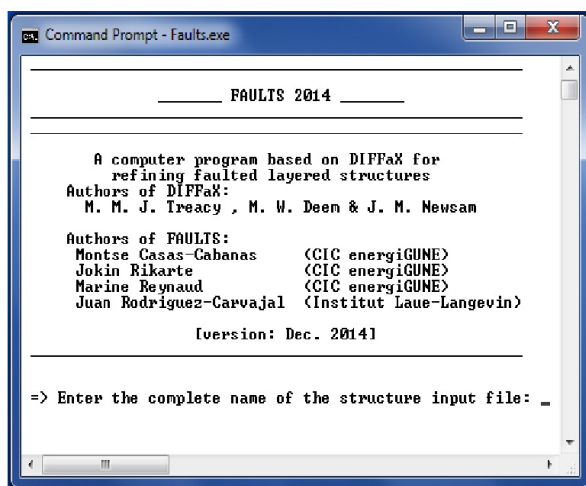 Command Prompt - Faults.exe
_______ FAULTS 2014 _______
A computer program based on DIFFaX for
refining faulted layered structures
Authors of DIFFaX:
M. M. J. Treacy , M. W. Deem & J. M. Newsam
Authors of FAULTS:
Montse Casas-Cabanas (CIC energiGUNE)
Jokin Rikarte (CIC energiGUNE)
Marine Reynaud (CIC energiGUNE)
Juan Rodriguez-Carvajal (Institut Laue-Langevin)
[version: Dec. 2014]
=> Enter the complete name of the structure input file: _